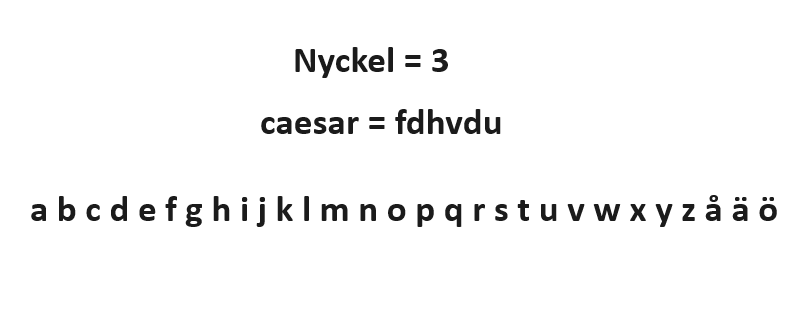 Nyckel = 3
caesar = fdhvdu
a b c d e f g h i j k l m n o p q r s t u v w x y z å ä ö